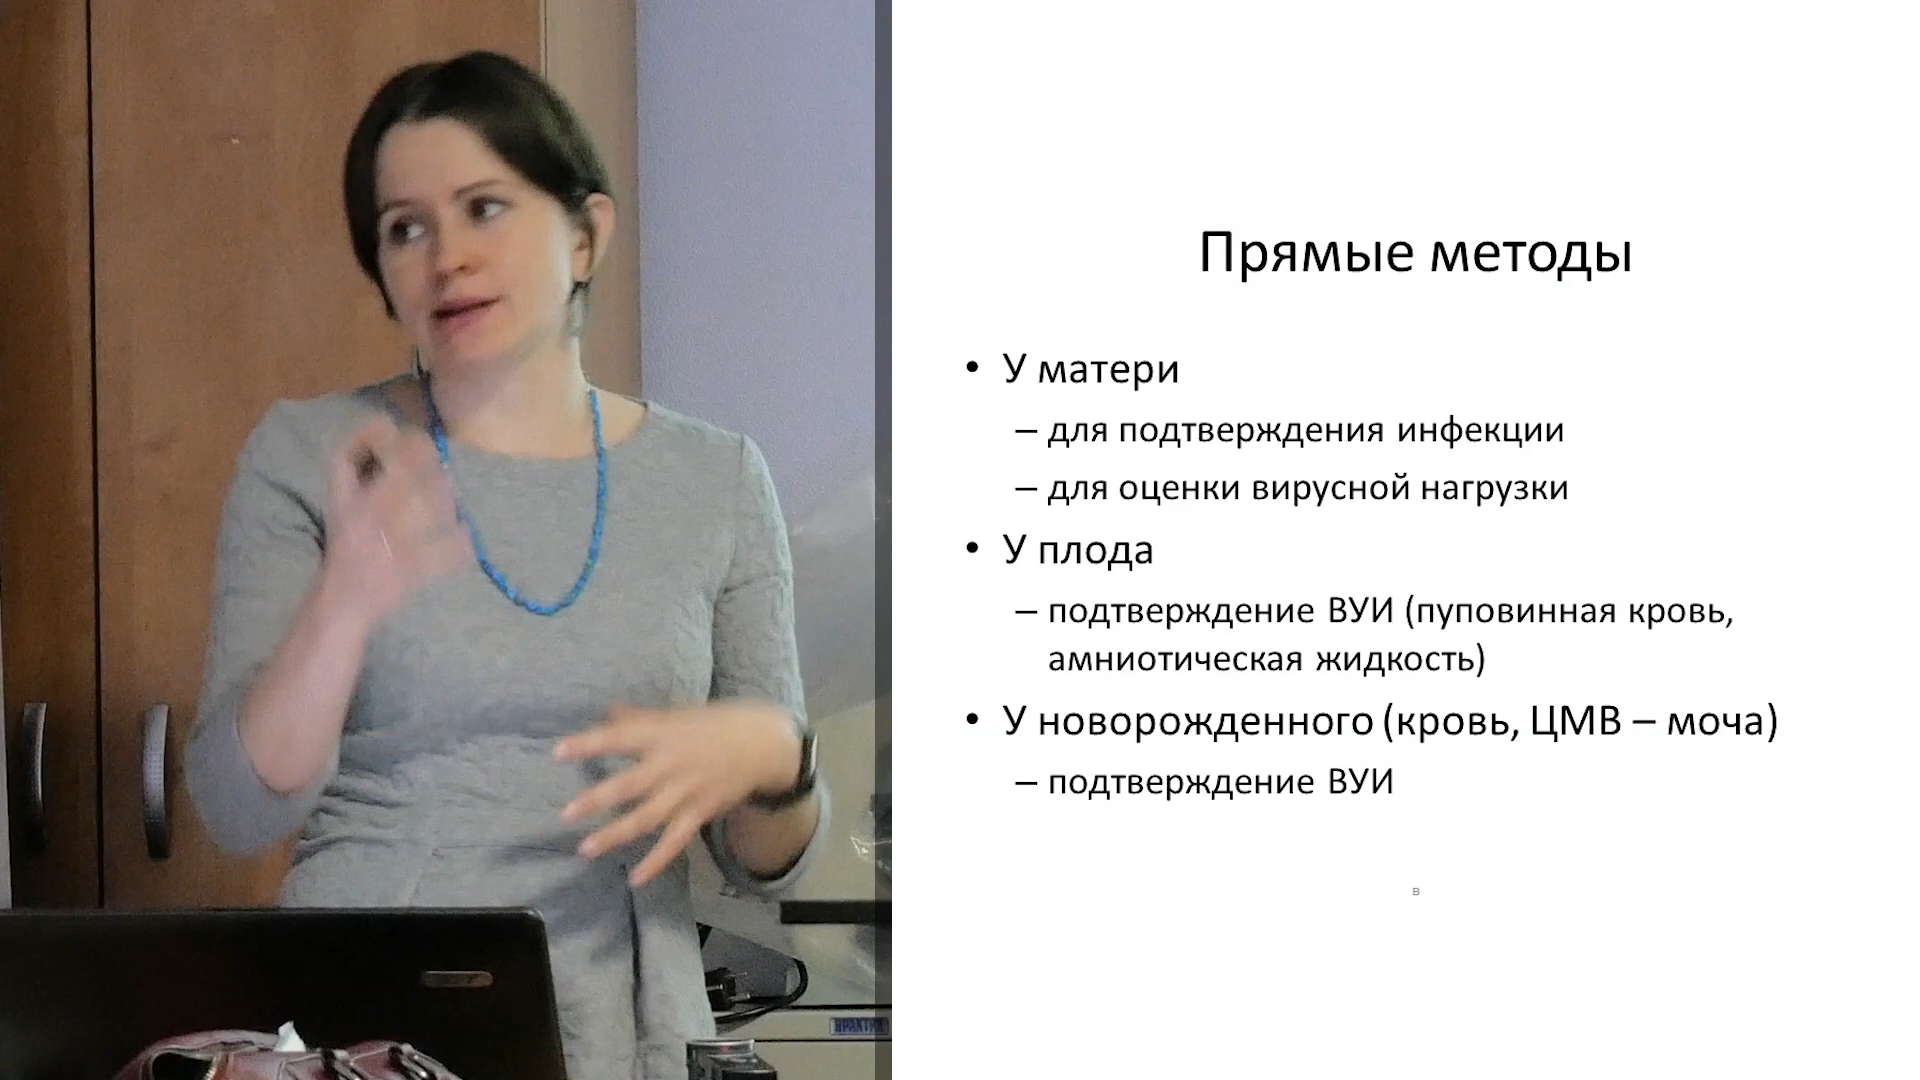 Прямые методы
• У матери
– для подтверждения инфекции
– для оценки вирусной нагрузки
• У плода
– подтверждение ВУИ (пуповинная кровь,
амниотическая жидкость)
• У новорожденного (кровь, ЦМВ – моча)
– подтверждение ВУИ
в